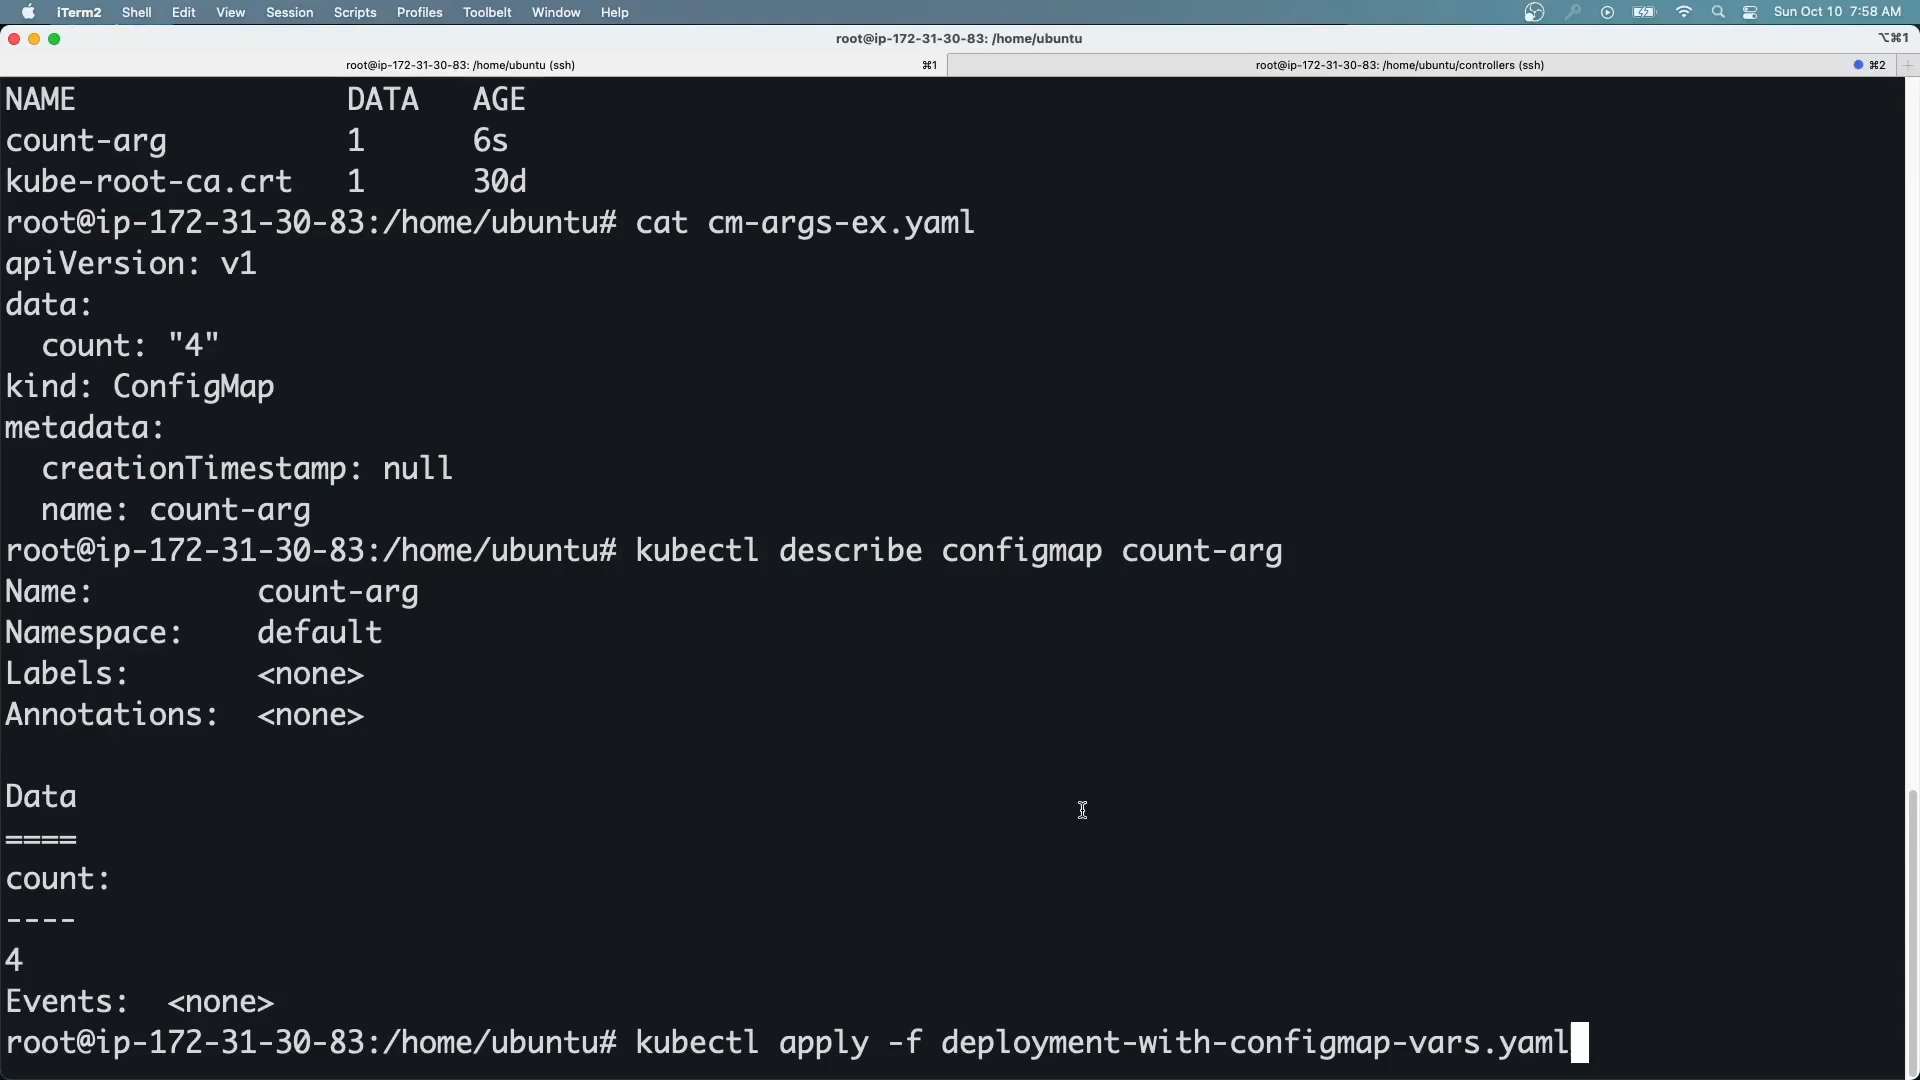 iTerm2 Shell Edit View Session Scripts Profiles Toolbelt Window Help Sun Oct 10 7:58 AM
root@ip-172-31-30-83: /home/ubuntu ⌥⌘1
root@ip-172-31-30-83: /home/ubuntu (ssh) ⌘1 root@ip-172-31-30-83: /home/ubuntu/controllers (ssh) ⌘2
NAME DATA AGE
count-arg 1 6s
kube-root-ca.crt 1 30d
root@ip-172-31-30-83:/home/ubuntu# cat cm-args-ex.yaml
apiVersion: v1
data:
  count: "4"
kind: ConfigMap
metadata:
  creationTimestamp: null
  name: count-arg
root@ip-172-31-30-83:/home/ubuntu# kubectl describe configmap count-arg
Name: count-arg
Namespace: default
Labels: <none>
Annotations: <none>
Data
====
count:
----
4
Events: <none>
root@ip-172-31-30-83:/home/ubuntu# kubectl apply -f deployment-with-configmap-vars.yaml